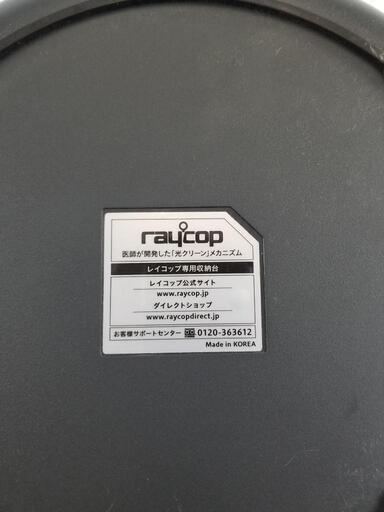 raycop
医師が開発した「光クリーン」メカニズム
レイコップ専用収納台
レイコップ公式サイト
www.raycop.jp
ダイレクトショップ
www.raycopdirect.jp
お客様サポートセンター 0120-363612
Made in KOREA